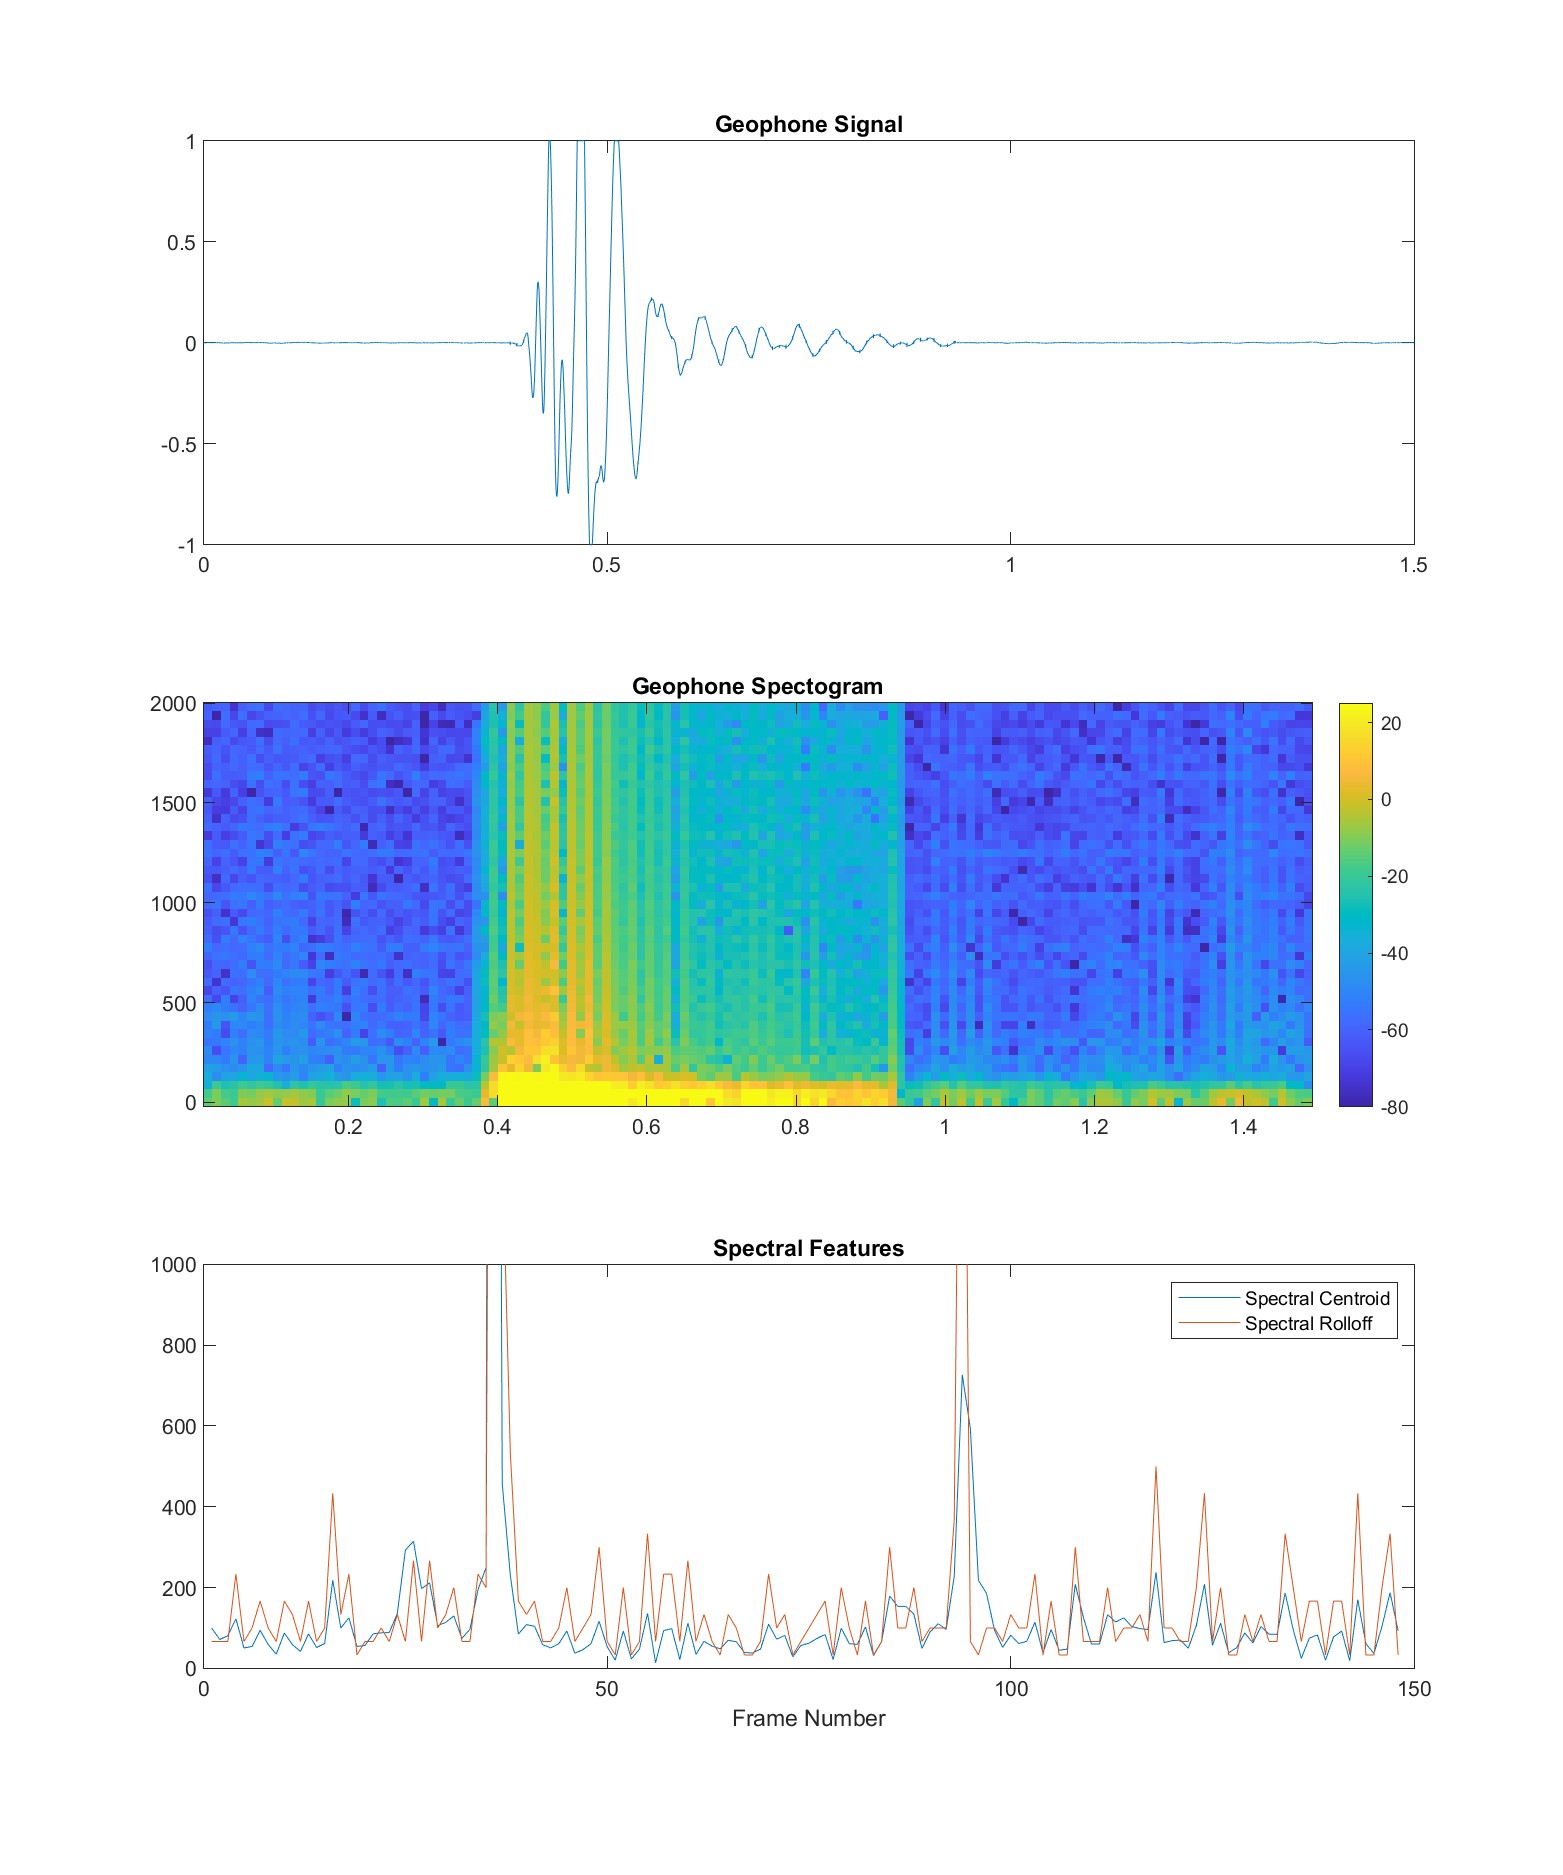 Geophone Signal
1
0.5
0
-0.5
-1
0 0.5 1 1.5
Geophone Spectogram
2000
1500
1000
500
0
0.2 0.4 0.6 0.8 1 1.2 1.4
20
0
-20
-40
-60
-80
Spectral Features
1000
800
600
400
200
0
Spectral Centroid
Spectral Rolloff
0 50 100 150
Frame Number